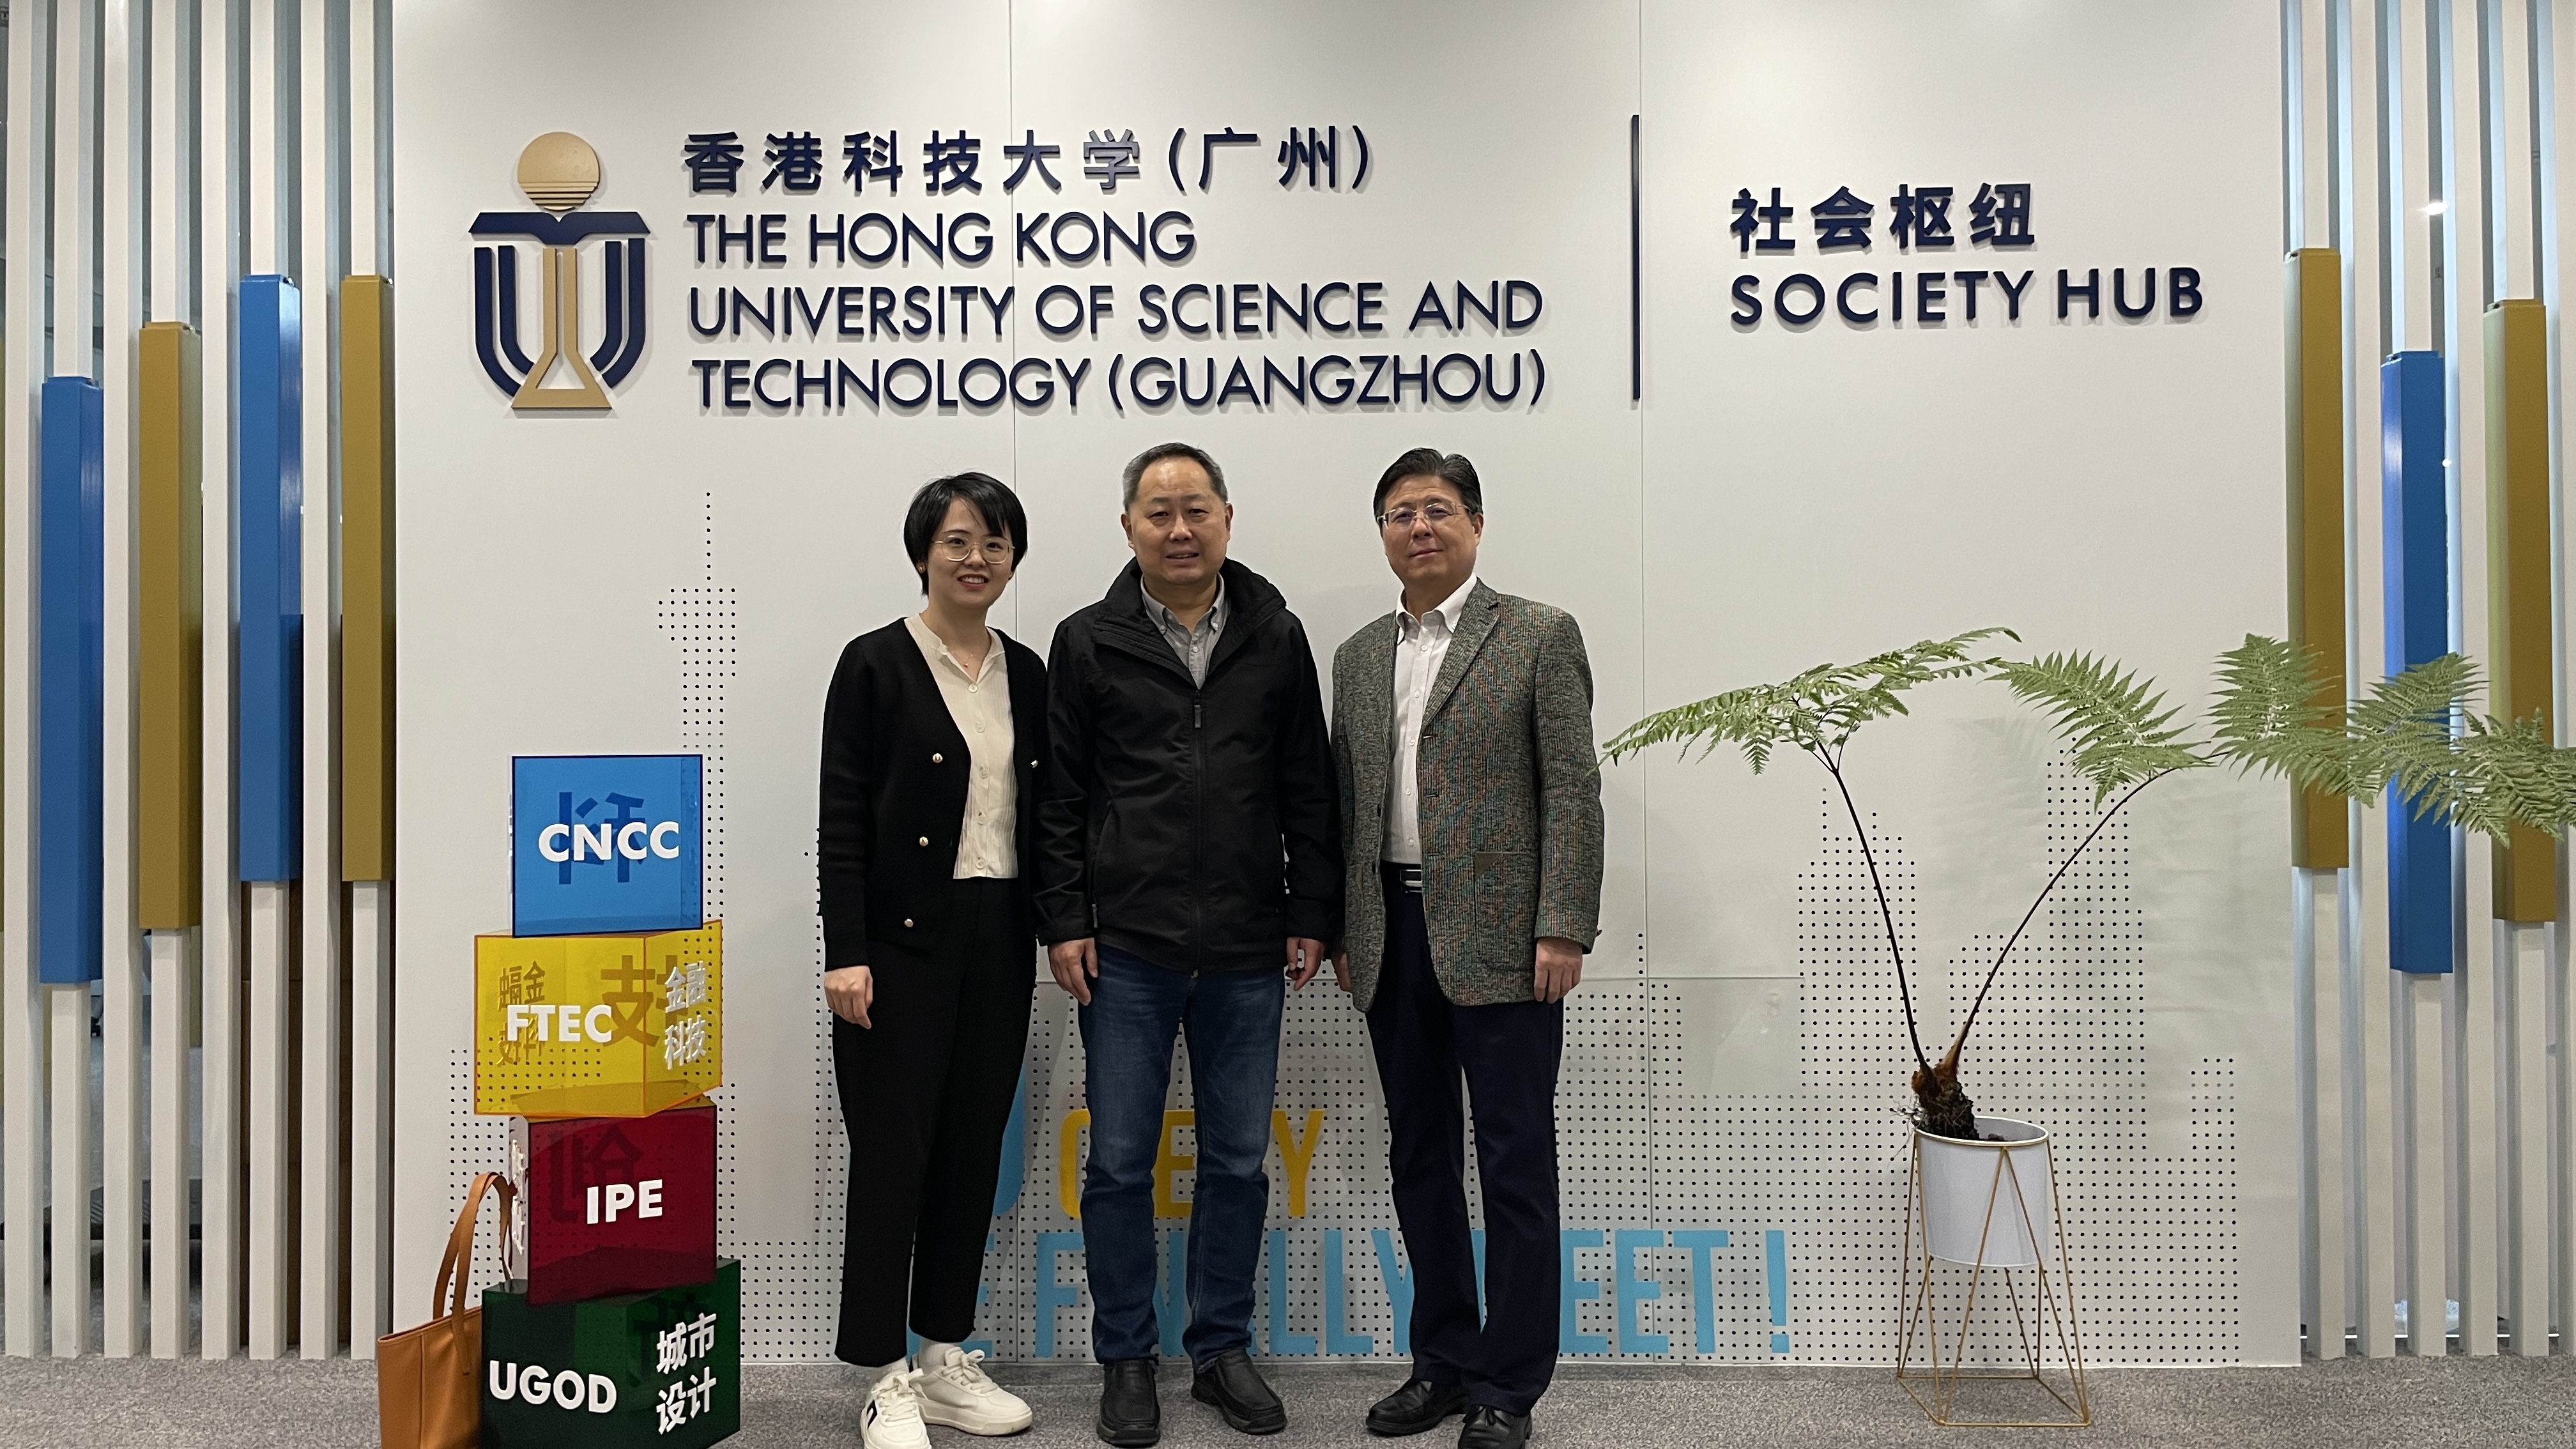 香港科技大学(广州)
THE HONG KONG
UNIVERSITY OF SCIENCE AND
TECHNOLOGY (GUANGZHOU)
社会枢纽
SOCIETY HUB
CNCC
FTEC
金融
科技
IPE
UGOD
城市
设计